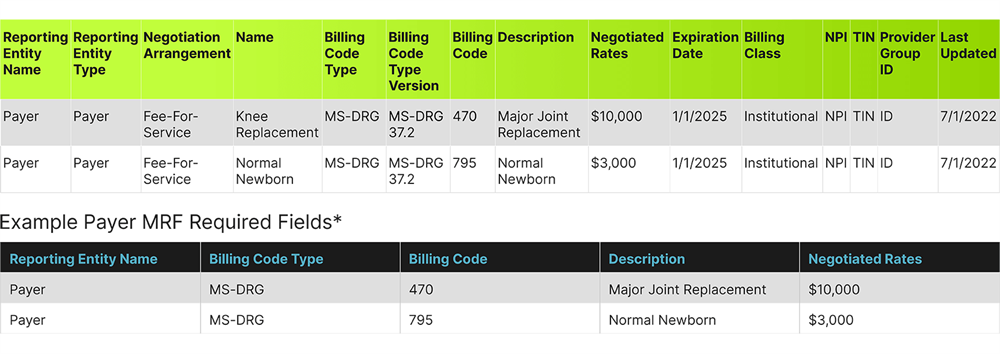 Reporting Entity Name | Reporting Entity Type | Negotiation Arrangement | Name | Billing Code Type | Billing Code Type Version | Billing Code | Description | Negotiated Rates | Expiration Date | Billing Class | NPI | TIN | Provider Group ID | Last Updated
Payer | Payer | Fee-For-Service | Knee Replacement | MS-DRG | MS-DRG 37.2 | 470 | Major Joint Replacement | $10,000 | 1/1/2025 | Institutional | NPI | TIN | ID | 7/1/2022
Payer | Payer | Fee-For-Service | Normal Newborn | MS-DRG | MS-DRG 37.2 | 795 | Normal Newborn | $3,000 | 1/1/2025 | Institutional | NPI | TIN | ID | 7/1/2022
Example Payer MRF Required Fields*
Reporting Entity Name | Billing Code Type | Billing Code | Description | Negotiated Rates
Payer | MS-DRG | 470 | Major Joint Replacement | $10,000
Payer | MS-DRG | 795 | Normal Newborn | $3,000